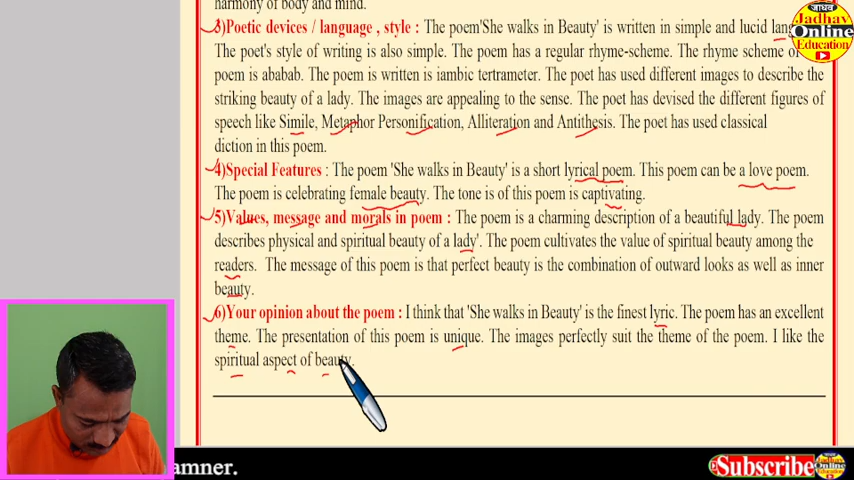 harmony of body and mind.
3)Poetic devices / language , style : The poem'She walks in Beauty' is written in simple and lucid
The poet's style of writing is also simple. The poem has a regular rhyme-scheme. The rhyme scheme of
poem is ababab. The poem is written is iambic tertrameter. The poet has used different images to describe the
striking beauty of a lady. The images are appealing to the sense. The poet has devised the different figures of
speech like Simile, Metaphor Personification, Alliteration and Antithesis. The poet has used classical
diction in this poem.
4)Special Features : The poem 'She walks in Beauty' is a short lyrical poem. This poem can be a love poem.
The poem is celebrating female beauty. The tone is of this poem is captivating.
5)Values, message and morals in poem : The poem is a charming description of a beautiful lady. The poem
describes physical and spiritual beauty of a lady'. The poem cultivates the value of spiritual beauty among the
readers. The message of this poem is that perfect beauty is the combination of outward looks as well as inner
beauty.
6)Your opinion about the poem : I think that 'She walks in Beauty' is the finest lyric. The poem has an excellent
theme. The presentation of this poem is unique. The images perfectly suit the theme of the poem. I like the
spiritual aspect of beauty.
जाधव
Jadhav
Online
Education
amner.
Subscribe
Jadhav
Online
Education